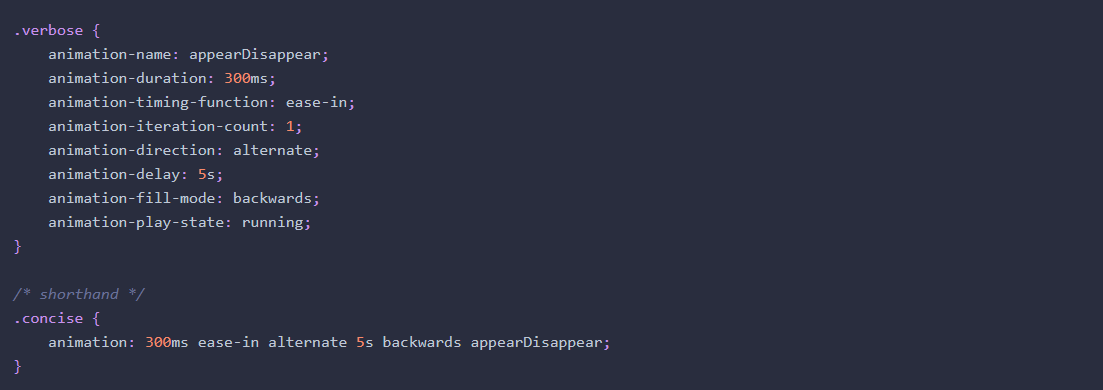 .verbose {
    animation-name: appearDisappear;
    animation-duration: 300ms;
    animation-timing-function: ease-in;
    animation-iteration-count: 1;
    animation-direction: alternate;
    animation-delay: 5s;
    animation-fill-mode: backwards;
    animation-play-state: running;
}

/* shorthand */
.concise {
    animation: 300ms ease-in alternate 5s backwards appearDisappear;
}